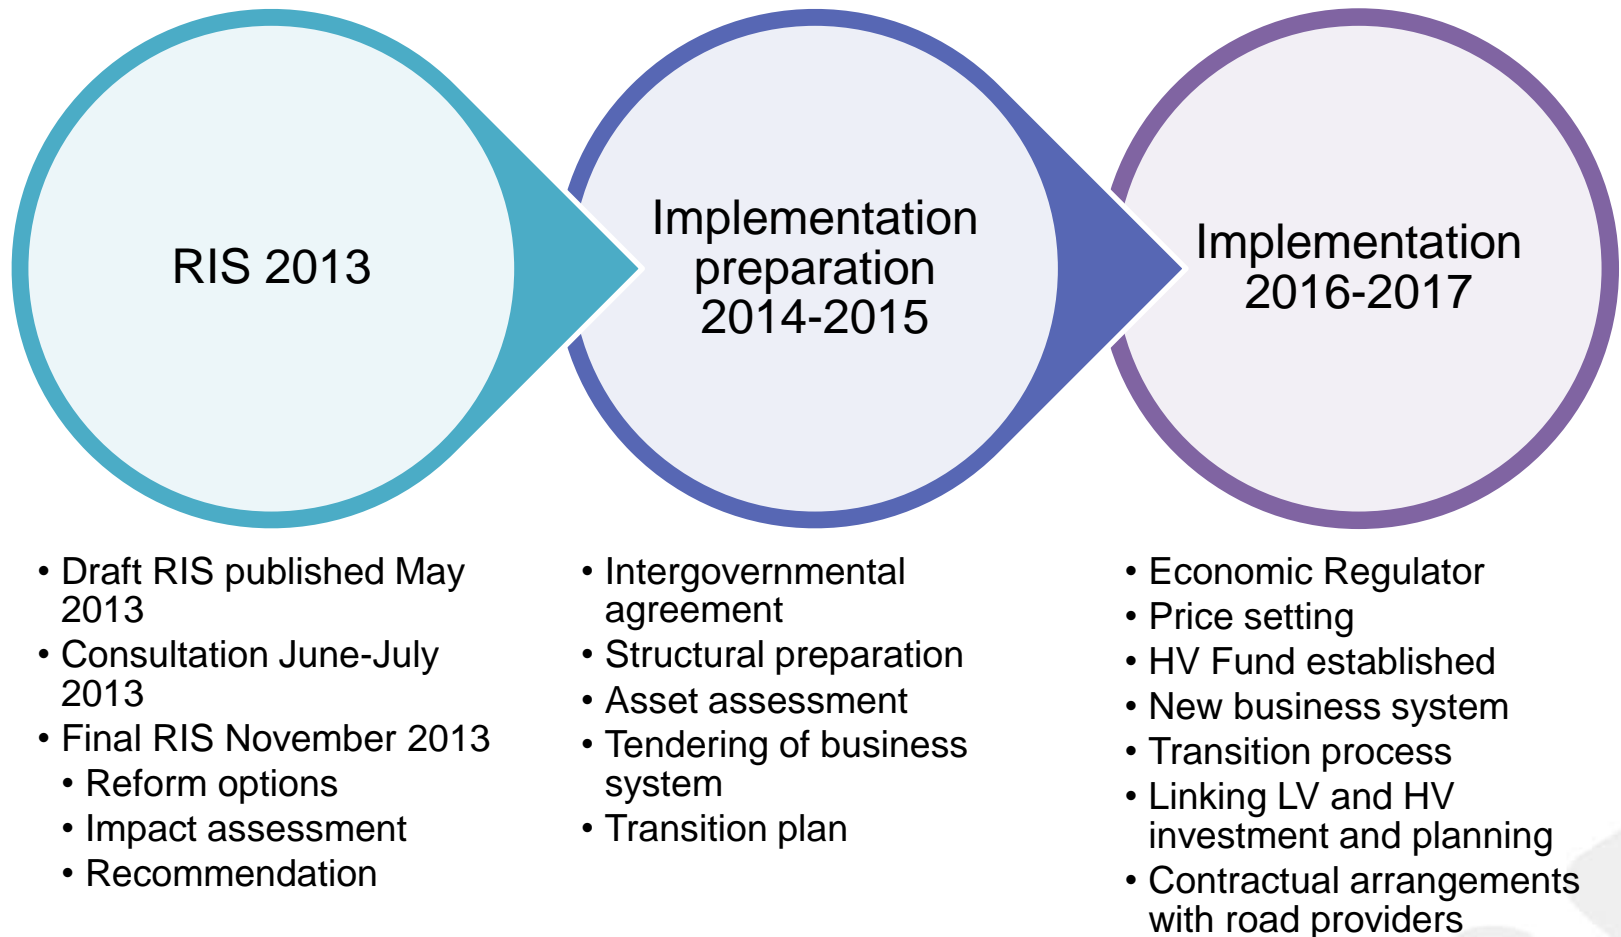 RIS 2013
Implementation
preparation
2014-2015
Implementation
2016-2017
• Draft RIS published May
2013
• Consultation June-July
2013
• Final RIS November 2013
• Reform options
• Impact assessment
• Recommendation
• Intergovernmental
agreement
• Structural preparation
• Asset assessment
• Tendering of business
system
• Transition plan
• Economic Regulator
• Price setting
• HV Fund established
• New business system
• Transition process
• Linking LV and HV
investment and planning
• Contractual arrangements
with road providers